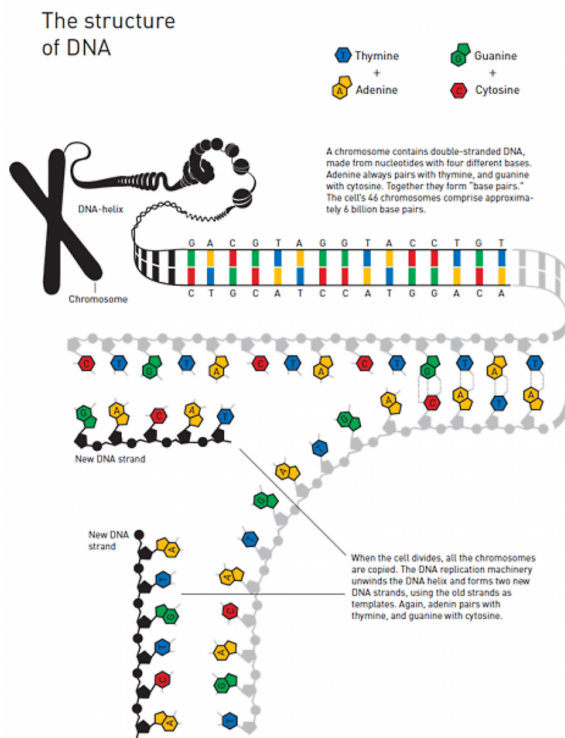 The structure
of DNA
T Thymine
+
A Adenine
G Guanine
+
C Cytosine
A chromosome contains double-stranded DNA,
made from nucleotides with four different bases.
Adenine always pairs with thymine, and guanine
with cytosine. Together they form "base pairs."
The cell's 46 chromosomes comprise approxima-
tely 6 billion base pairs.
DNA-helix
Chromosome
G A C G T A G G T A C C T G T
C T G C A T C C A T G G A C A
C T G T A C T A C T G T A T
C A T A
G A C A T
A
G
New DNA strand
T
A
G
T
A
C
A
G
T
New DNA
strand
A
T
G
T
C
A
When the cell divides, all the chromosomes
are copied. The DNA replication machinery
unwinds the DNA helix and forms two new
DNA strands, using the old strands as
templates. Again, adenin pairs with
thymine, and guanine with cytosine.